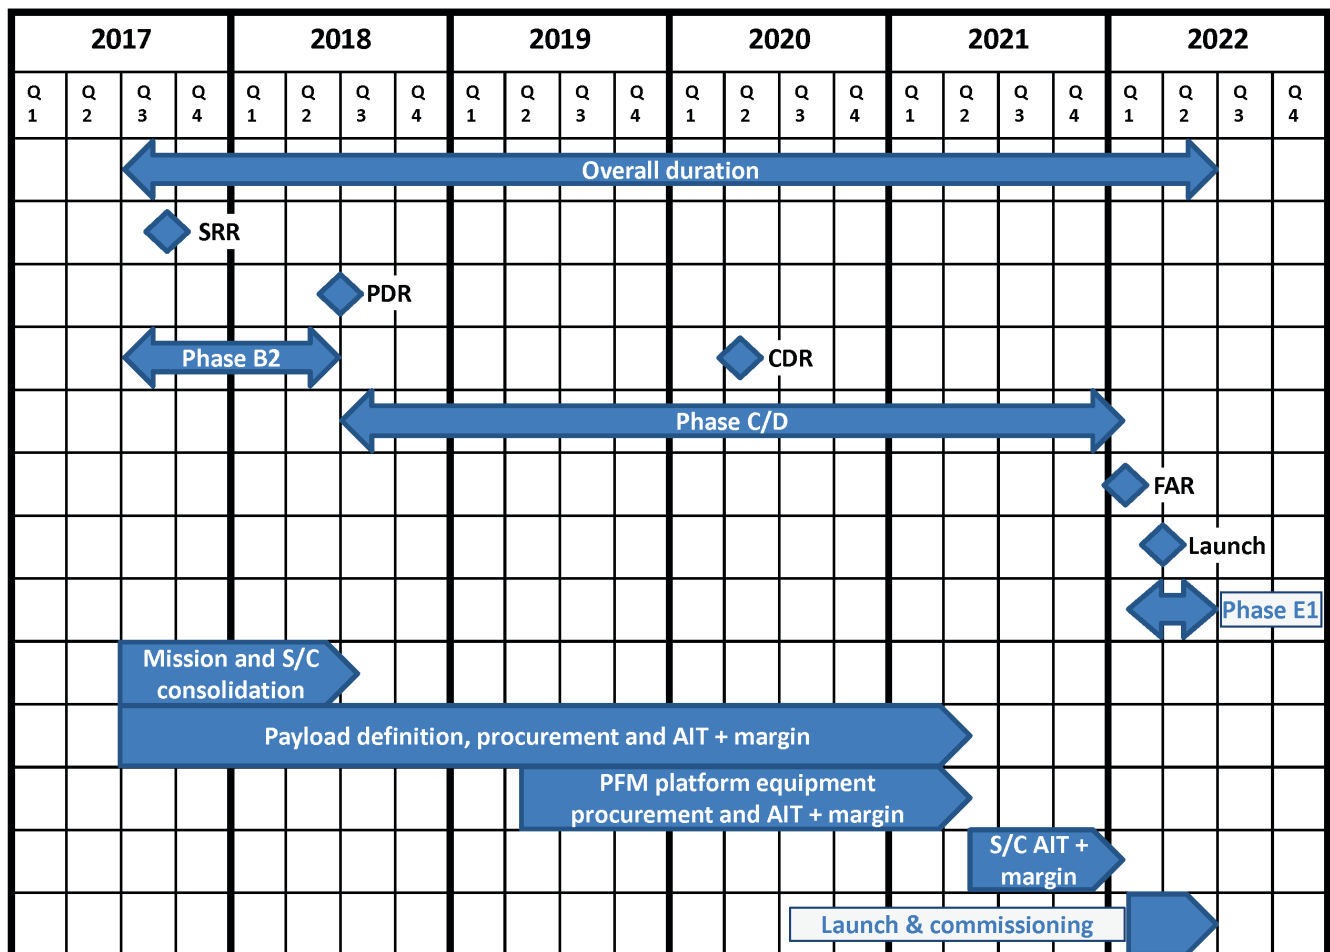 2017 2018 2019 2020 2021 2022
Q Q Q Q Q Q Q Q Q Q Q Q Q Q Q Q Q Q Q Q Q Q Q Q
1 2 3 4 1 2 3 4 1 2 3 4 1 2 3 4 1 2 3 4 1 2 3 4
Overall duration
SRR
PDR
Phase B2 CDR
Phase C/D
FAR
Launch
Phase E1
Mission and S/C
consolidation
Payload definition, procurement and AIT + margin
PFM platform equipment
procurement and AIT + margin
S/C AIT +
margin
Launch & commissioning